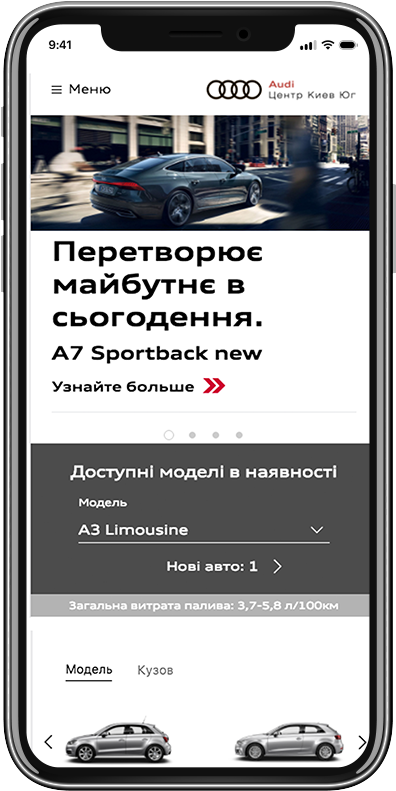 9:41
Меню
Audi
Центр Киев Юг
Перетворює
майбутнє в
сьогодення.
A7 Sportback new
Узнайте больше
Доступні моделі в наявності
Модель
A3 Limousine
Нові авто: 1
Загальна витрата палива: 3,7-5,8 л/100км
Модель Кузов